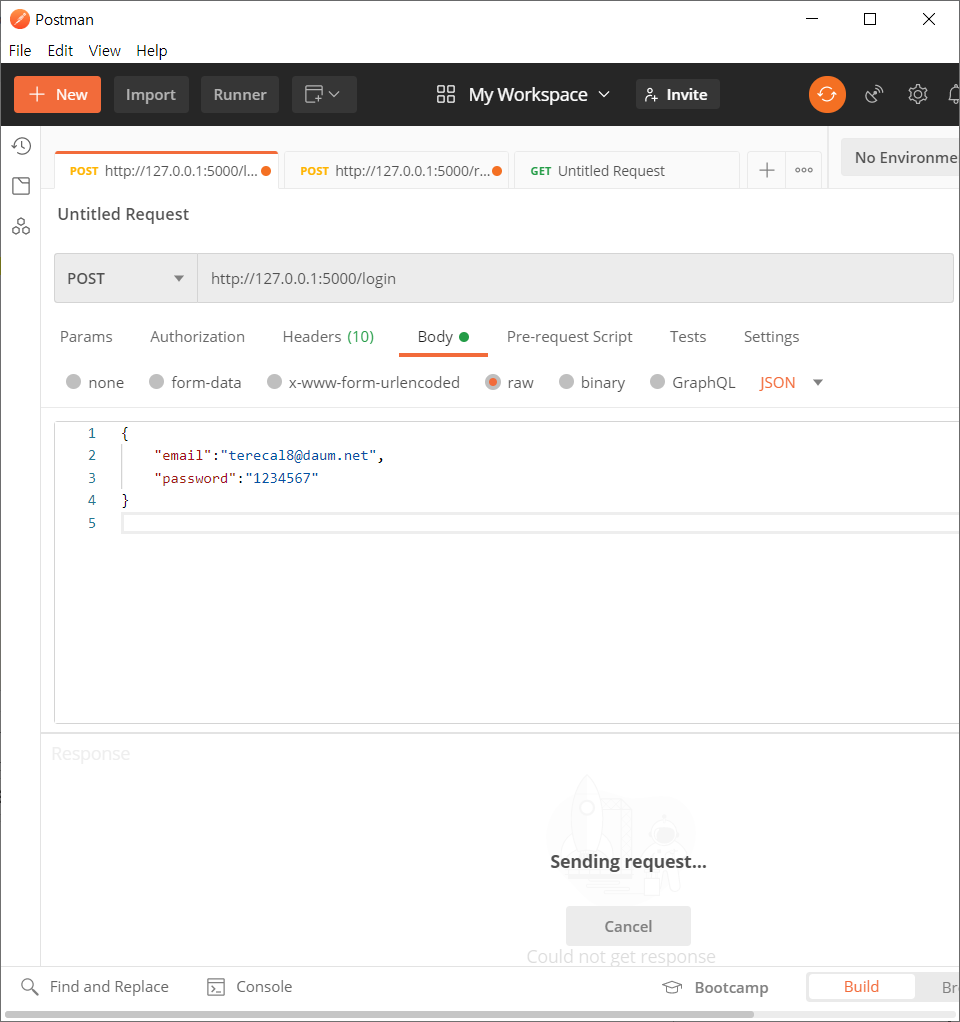 Postman
File Edit View Help
New Import Runner My Workspace Invite
POST http://127.0.0.1:5000/l... POST http://127.0.0.1:5000/r... GET Untitled Request No Environme
Untitled Request
POST http://127.0.0.1:5000/login
Params Authorization Headers (10) Body Pre-request Script Tests Settings
none form-data x-www-form-urlencoded raw binary GraphQL JSON
1 {
2 "email":"terecal8@daum.net",
3 "password":"1234567"
4 }
5
Response
Sending request...
Cancel
Could not get response
Find and Replace Console Bootcamp Build Br